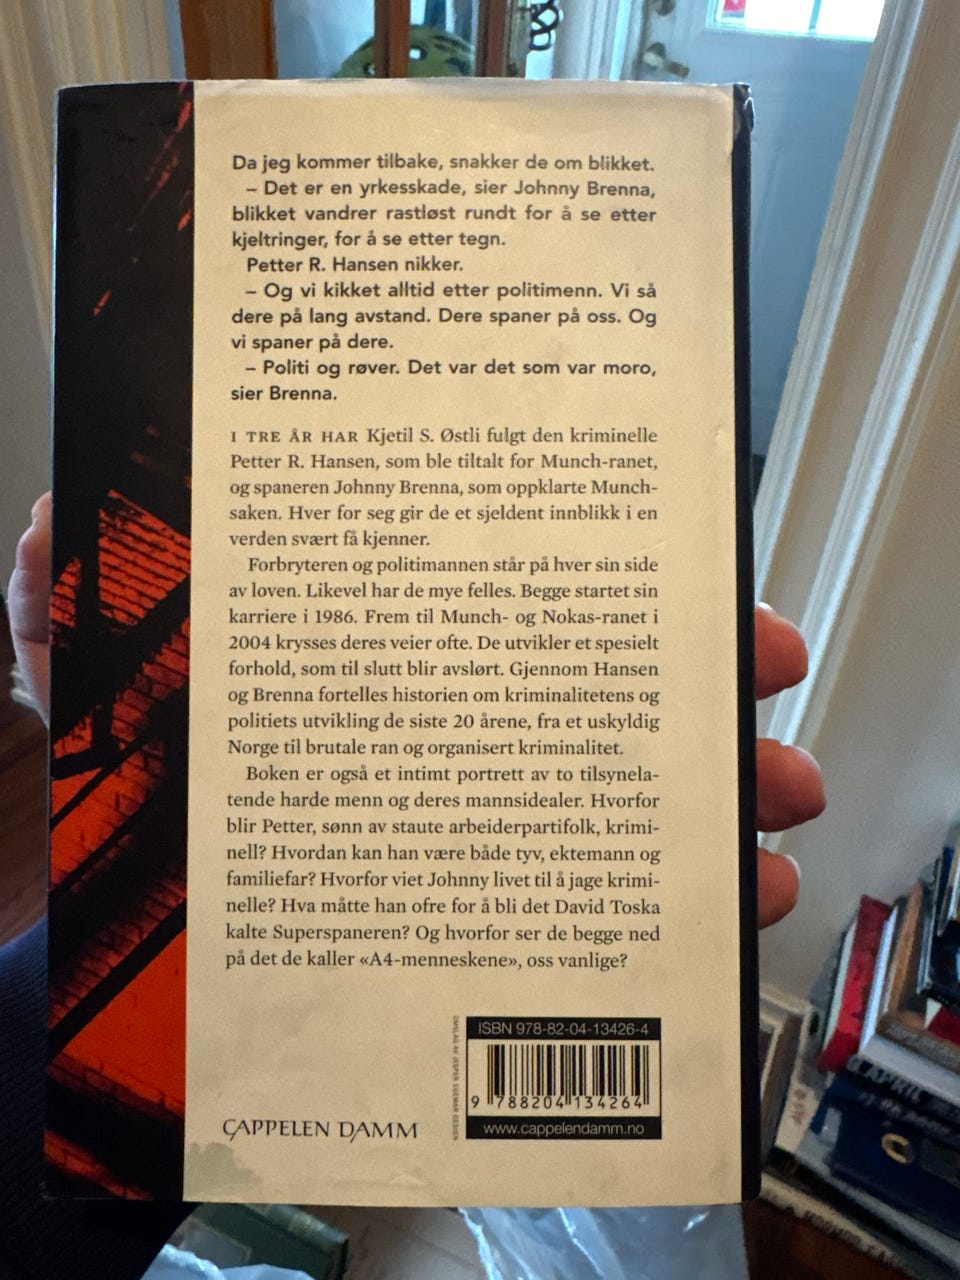 Da jeg kommer tilbake, snakker de om blikket.
– Det er en yrkesskade, sier Johnny Brenna,
blikket vandrer rastløst rundt for å se etter
kjeltringer, for å se etter tegn.
Petter R. Hansen nikker.
– Og vi kikket alltid etter politimenn. Vi så
dere på lang avstand. Dere spaner på oss. Og
vi spaner på dere.
– Politi og røver. Det var det som var moro,
sier Brenna.
I TRE ÅR HAR Kjetil S. Østli fulgt den kriminelle
Petter R. Hansen, som ble tiltalt for Munch-ranet,
og spaneren Johnny Brenna, som oppklarte Munch-
saken. Hver for seg gir de et sjeldent innblikk i en
verden svært få kjenner.
Forbryteren og politimannen står på hver sin side
av loven. Likevel har de mye felles. Begge startet sin
karriere i 1986. Frem til Munch- og Nokas-ranet i
2004 krysses deres veier ofte. De utvikler et spesielt
forhold, som til slutt blir avslørt. Gjennom Hansen
og Brenna fortelles historien om kriminalitetens og
politiets utvikling de siste 20 årene, fra et uskyldig
Norge til brutale ran og organisert kriminalitet.
Boken er også et intimt portrett av to tilsynela-
tende harde menn og deres mannsidealer. Hvorfor
blir Petter, sønn av staute arbeiderpartifolk, krimi-
nell? Hvordan kan han være både tyv, ektemann og
familiefar? Hvorfor viet Johnny livet til å jage krimi-
nelle? Hva måtte han ofre for å bli det David Toska
kalte Superspaneren? Og hvorfor ser de begge ned
på det de kaller «A4-menneskene», oss vanlige?
OMSLAG AV JESPER EGEMAR DESIGN
ISBN 978-82-04-13426-4
9 788204 134264
www.cappelendamm.no
CAPPELEN DAMM